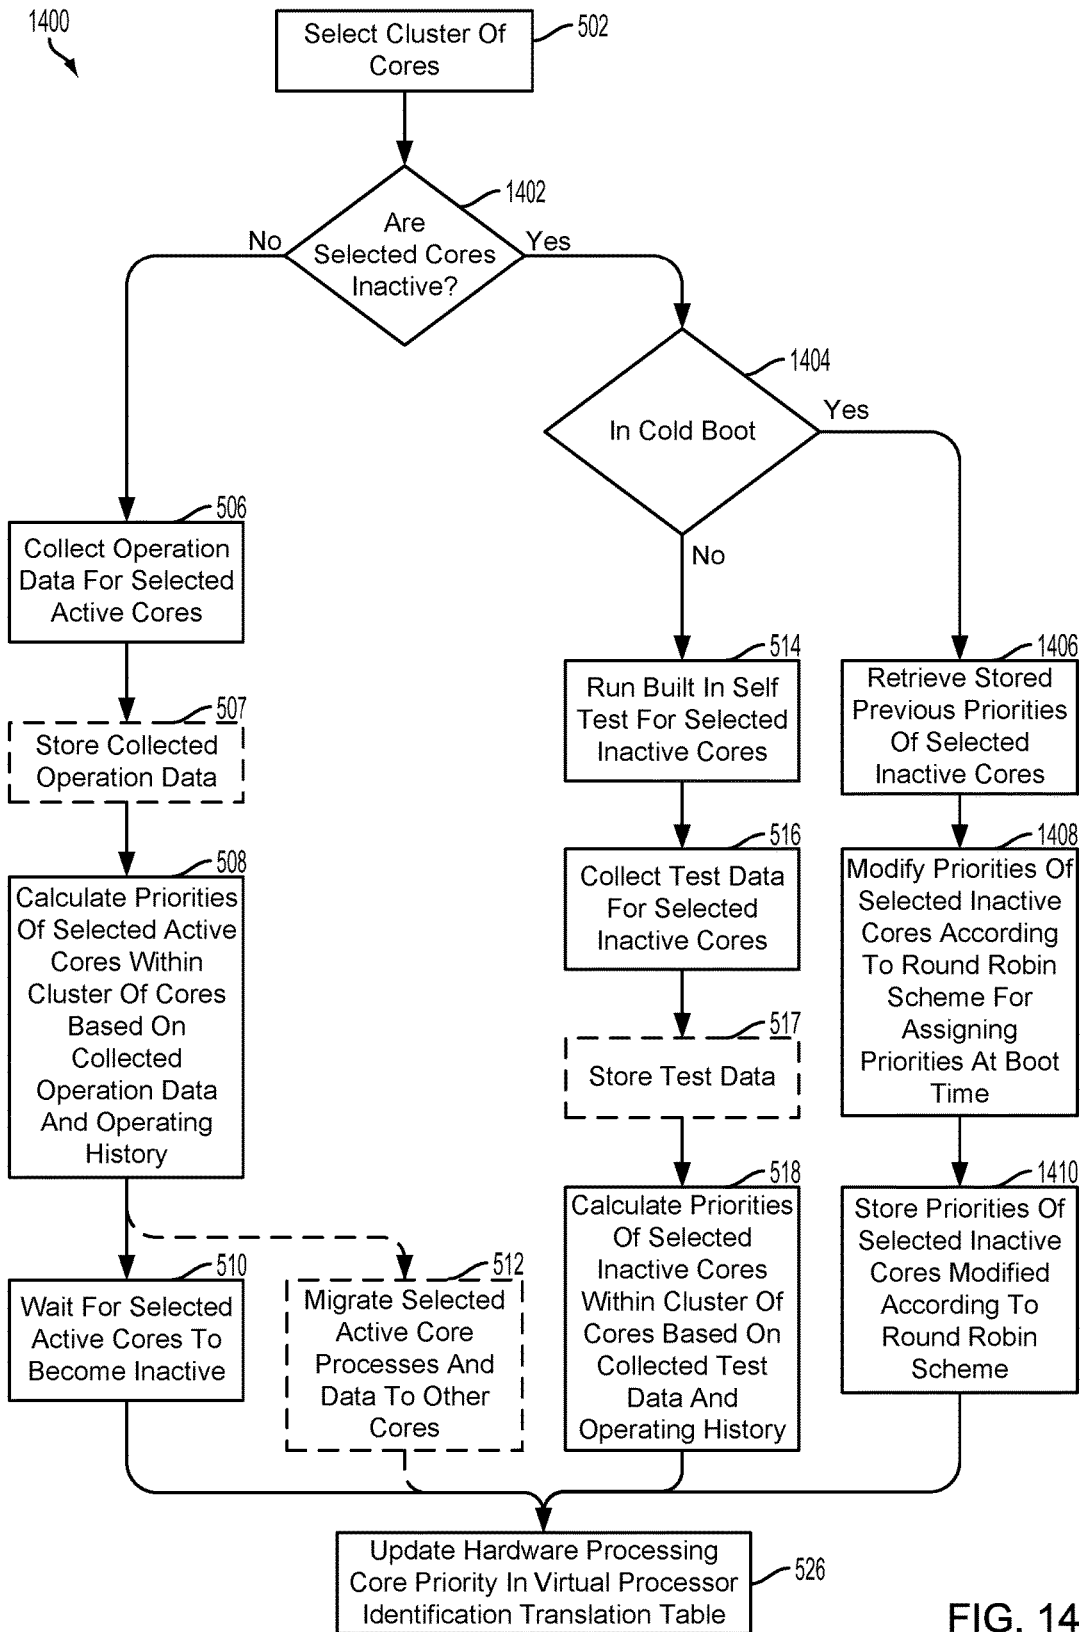 1400
Select Cluster Of
Cores
502
1402
Are
Selected Cores
Inactive?
No
Yes
1404
In Cold Boot
Yes
No
506
Collect Operation
Data For Selected
Active Cores
507
Store Collected
Operation Data
508
Calculate Priorities
Of Selected Active
Cores Within
Cluster Of Cores
Based On
Collected
Operation Data
And Operating
History
510
Wait For Selected
Active Cores To
Become Inactive
512
Migrate Selected
Active Core
Processes And
Data To Other
Cores
514
Run Built In Self
Test For Selected
Inactive Cores
516
Collect Test Data
For Selected
Inactive Cores
517
Store Test Data
518
Calculate Priorities
Of Selected
Inactive Cores
Within Cluster Of
Cores Based On
Collected Test
Data And
Operating History
1406
Retrieve Stored
Previous Priorities
Of Selected
Inactive Cores
1408
Modify Priorities Of
Selected Inactive
Cores According
To Round Robin
Scheme For
Assigning
Priorities At Boot
Time
1410
Store Priorities Of
Selected Inactive
Cores Modified
According To
Round Robin
Scheme
Update Hardware Processing
Core Priority In Virtual Processor
Identification Translation Table
526
FIG. 14